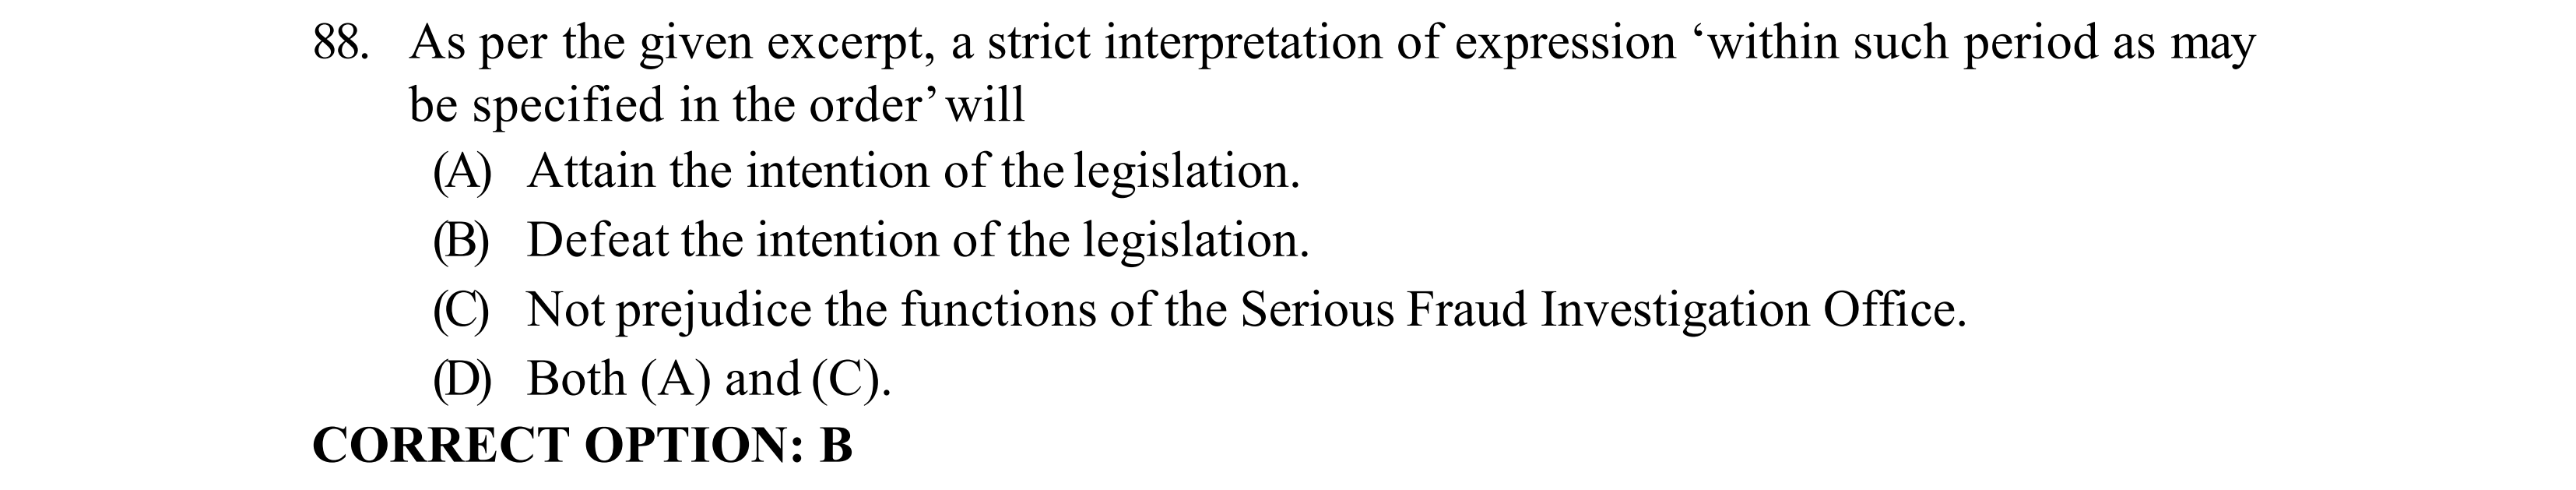 88. As per the given excerpt, a strict interpretation of expression ‘within such period as may
be specified in the order’ will
(A) Attain the intention of the legislation.
(B) Defeat the intention of the legislation.
(C) Not prejudice the functions of the Serious Fraud Investigation Office.
(D) Both (A) and (C).
CORRECT OPTION: B